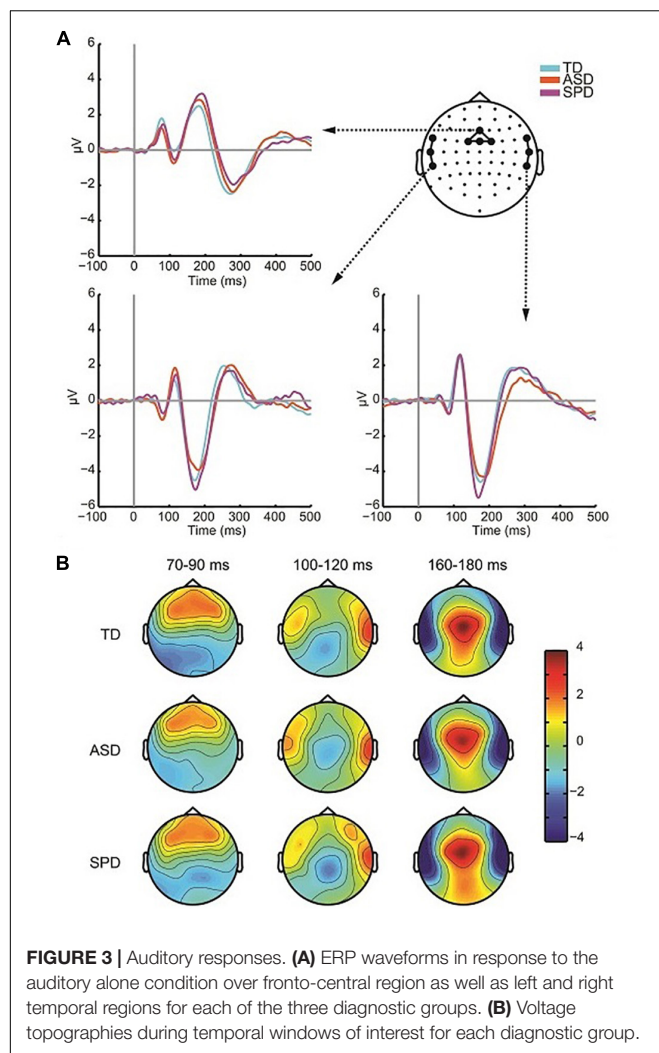 A
TD
ASD
SPD
6
4
2
0
−2
−4
−6
µV
−100 0 100 200 300 400 500
Time (ms)
6
4
2
0
−2
−4
−6
µV
−100 0 100 200 300 400 500
Time (ms)
6
4
2
0
−2
−4
−6
µV
−100 0 100 200 300 400 500
Time (ms)
B
70-90 ms 100-120 ms 160-180 ms
TD
ASD
SPD
4
2
0
−2
−4
FIGURE 3 | Auditory responses. (A) ERP waveforms in response to the
auditory alone condition over fronto-central region as well as left and right
temporal regions for each of the three diagnostic groups. (B) Voltage
topographies during temporal windows of interest for each diagnostic group.